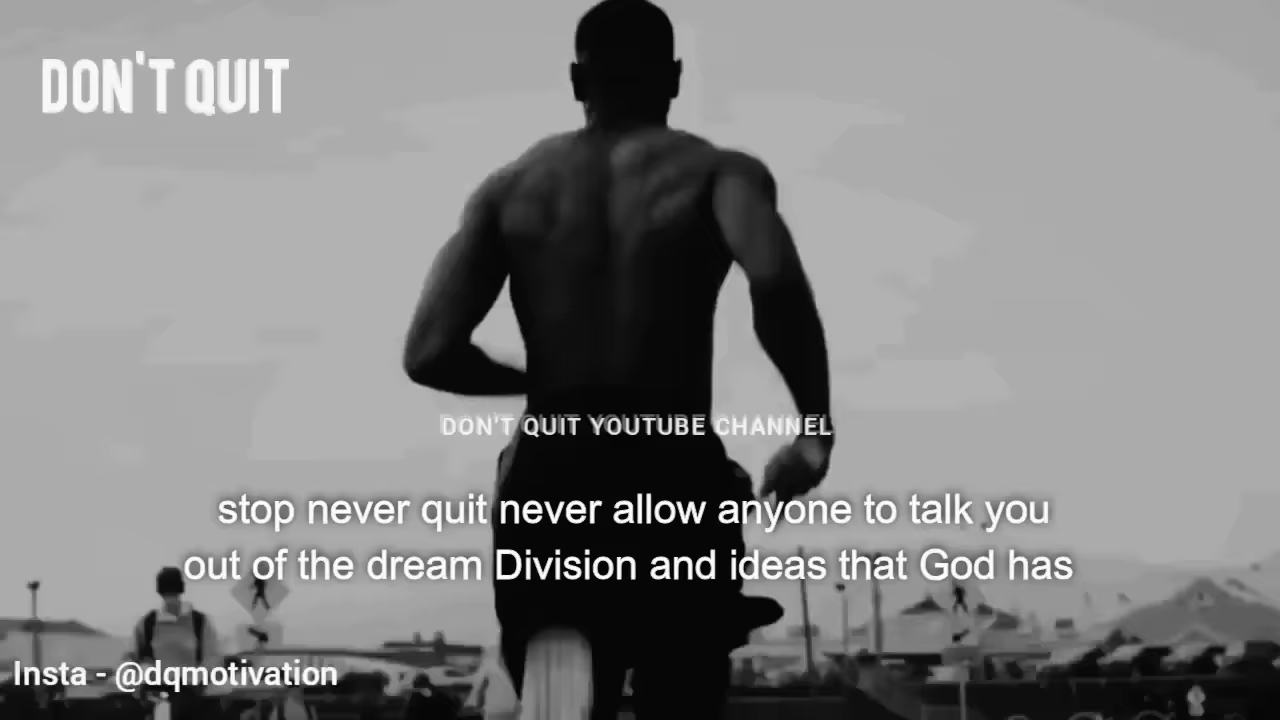 DON'T QUIT
DON'T QUIT YOUTUBE CHANNEL
stop never quit never allow anyone to talk you
out of the dream Division and ideas that God has
Insta - @dqmotivation